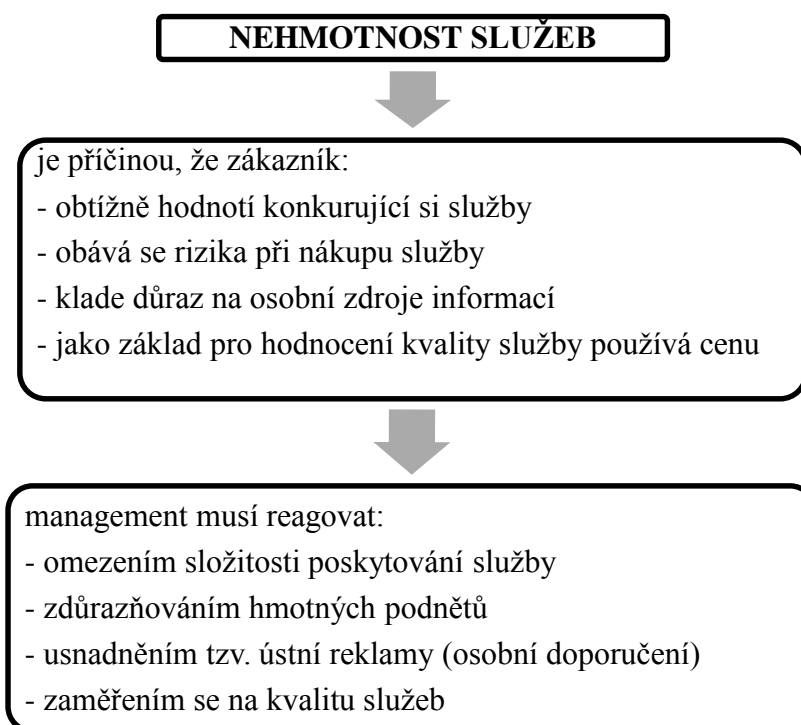 NEHMOTNOST SLUŽEB
je příčinou, že zákazník:
- obtížně hodnotí konkurující si služby
- obává se rizika při nákupu služby
- klade důraz na osobní zdroje informací
- jako základ pro hodnocení kvality služby používá cenu
management musí reagovat:
- omezením složitosti poskytování služby
- zdůrazňováním hmotných podnětů
- usnadněním tzv. ústní reklamy (osobní doporučení)
- zaměřením se na kvalitu služeb